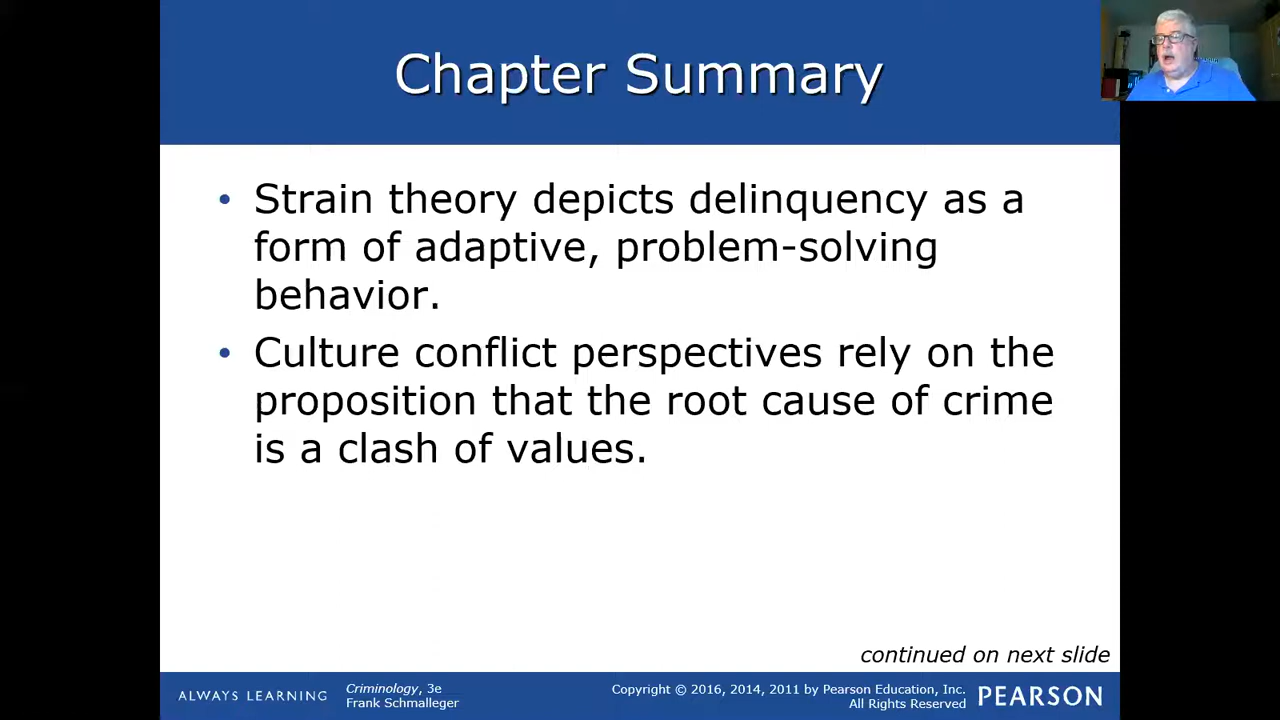 Chapter Summary
• Strain theory depicts delinquency as a
form of adaptive, problem-solving
behavior.
• Culture conflict perspectives rely on the
proposition that the root cause of crime
is a clash of values.
continued on next slide
ALWAYS LEARNING
Criminology, 3e
Frank Schmalleger
Copyright © 2016, 2014, 2011 by Pearson Education, Inc.
All Rights Reserved
PEARSON